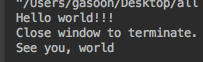 "/Users/gasoon/Desktop/all
Hello world!!!
Close window to terminate.
See you, world